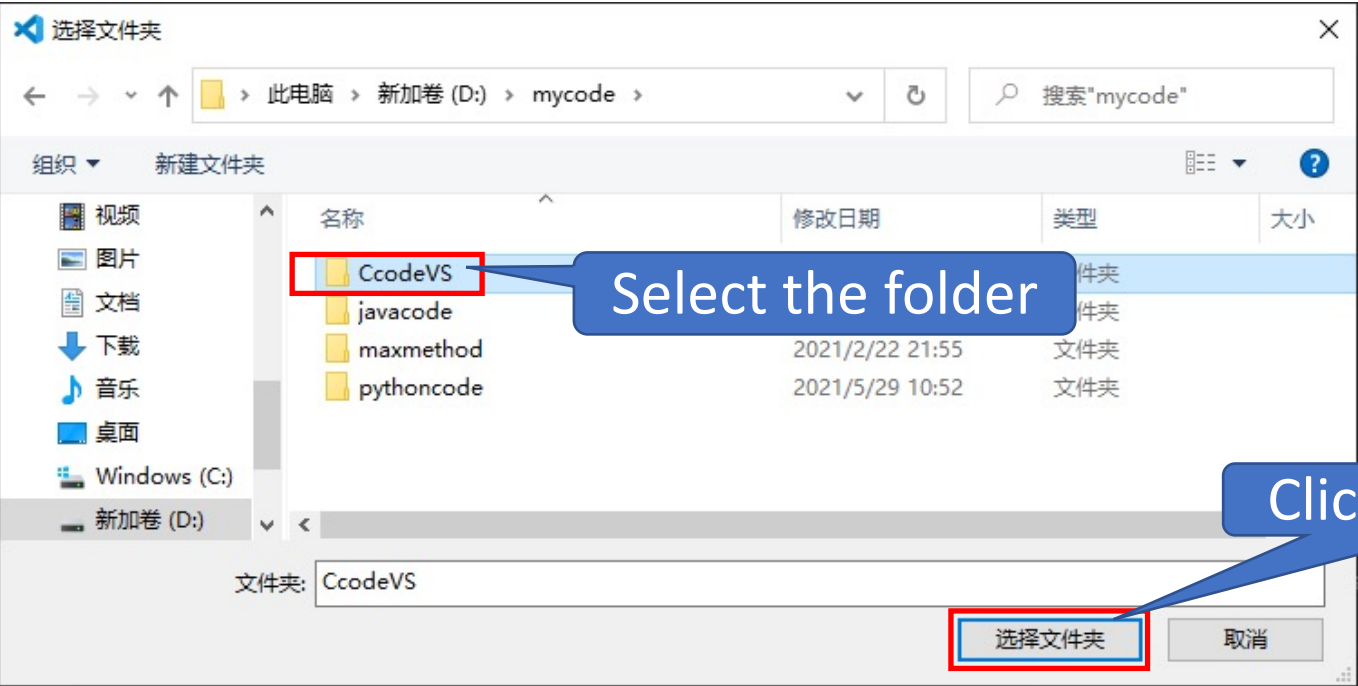 选择文件夹
此电脑 › 新加卷 (D:) › mycode ›
搜索"mycode"
组织 新建文件夹
名称 修改日期 类型 大小
视频
图片
文档
下载
音乐
桌面
Windows (C:)
新加卷 (D:)
CcodeVS 件夹
javacode 件夹
maxmethod 2021/2/22 21:55 文件夹
pythoncode 2021/5/29 10:52 文件夹
Select the folder
Clic
文件夹: CcodeVS
选择文件夹 取消